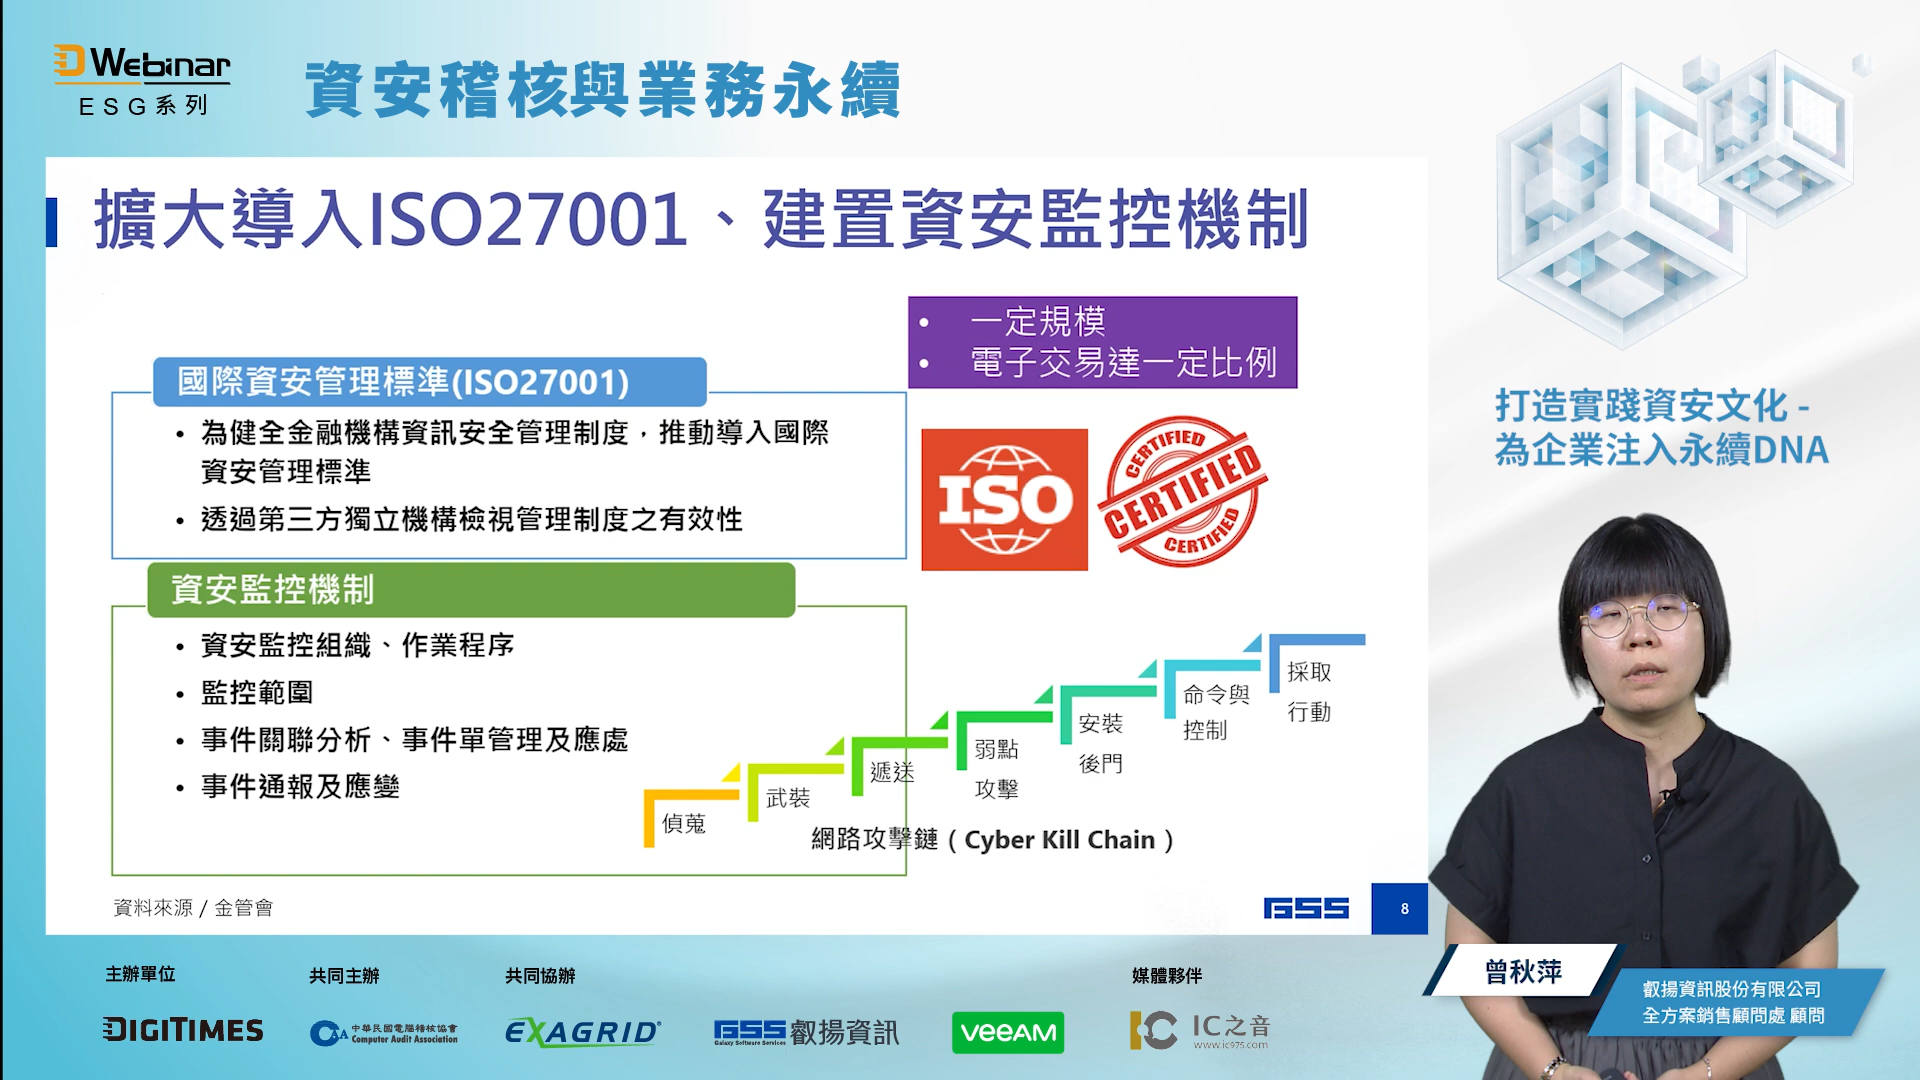 D Webinar
ESG系列
資安稽核與業務永續
擴大導入ISO27001、建置資安監控機制
• 一定規模
• 電子交易達一定比例
國際資安管理標準(ISO27001)
• 為健全金融機構資訊安全管理制度，推動導入國際
資安管理標準
• 透過第三方獨立機構檢視管理制度之有效性
ISO
CERTIFIED
CERTIFIED
CERTIFIED
資安監控機制
• 資安監控組織、作業程序
• 監控範圍
• 事件關聯分析、事件單管理及應處
• 事件通報及應變
偵蒐
武裝
遞送
弱點
攻擊
安裝
後門
命令與
控制
採取
行動
網路攻擊鏈（Cyber Kill Chain）
資料來源 / 金管會
GSS
8
打造實踐資安文化 -
為企業注入永續DNA
曾秋萍
叡揚資訊股份有限公司
全方案銷售顧問處 顧問
主辦單位
DIGITIMES
共同主辦
CAA 中華民國電腦稽核協會
Computer Audit Association
共同協辦
EXAGRID
GSS 叡揚資訊
Galaxy Software Services
VEEAM
媒體夥伴
IC IC之音
www.ic975.com